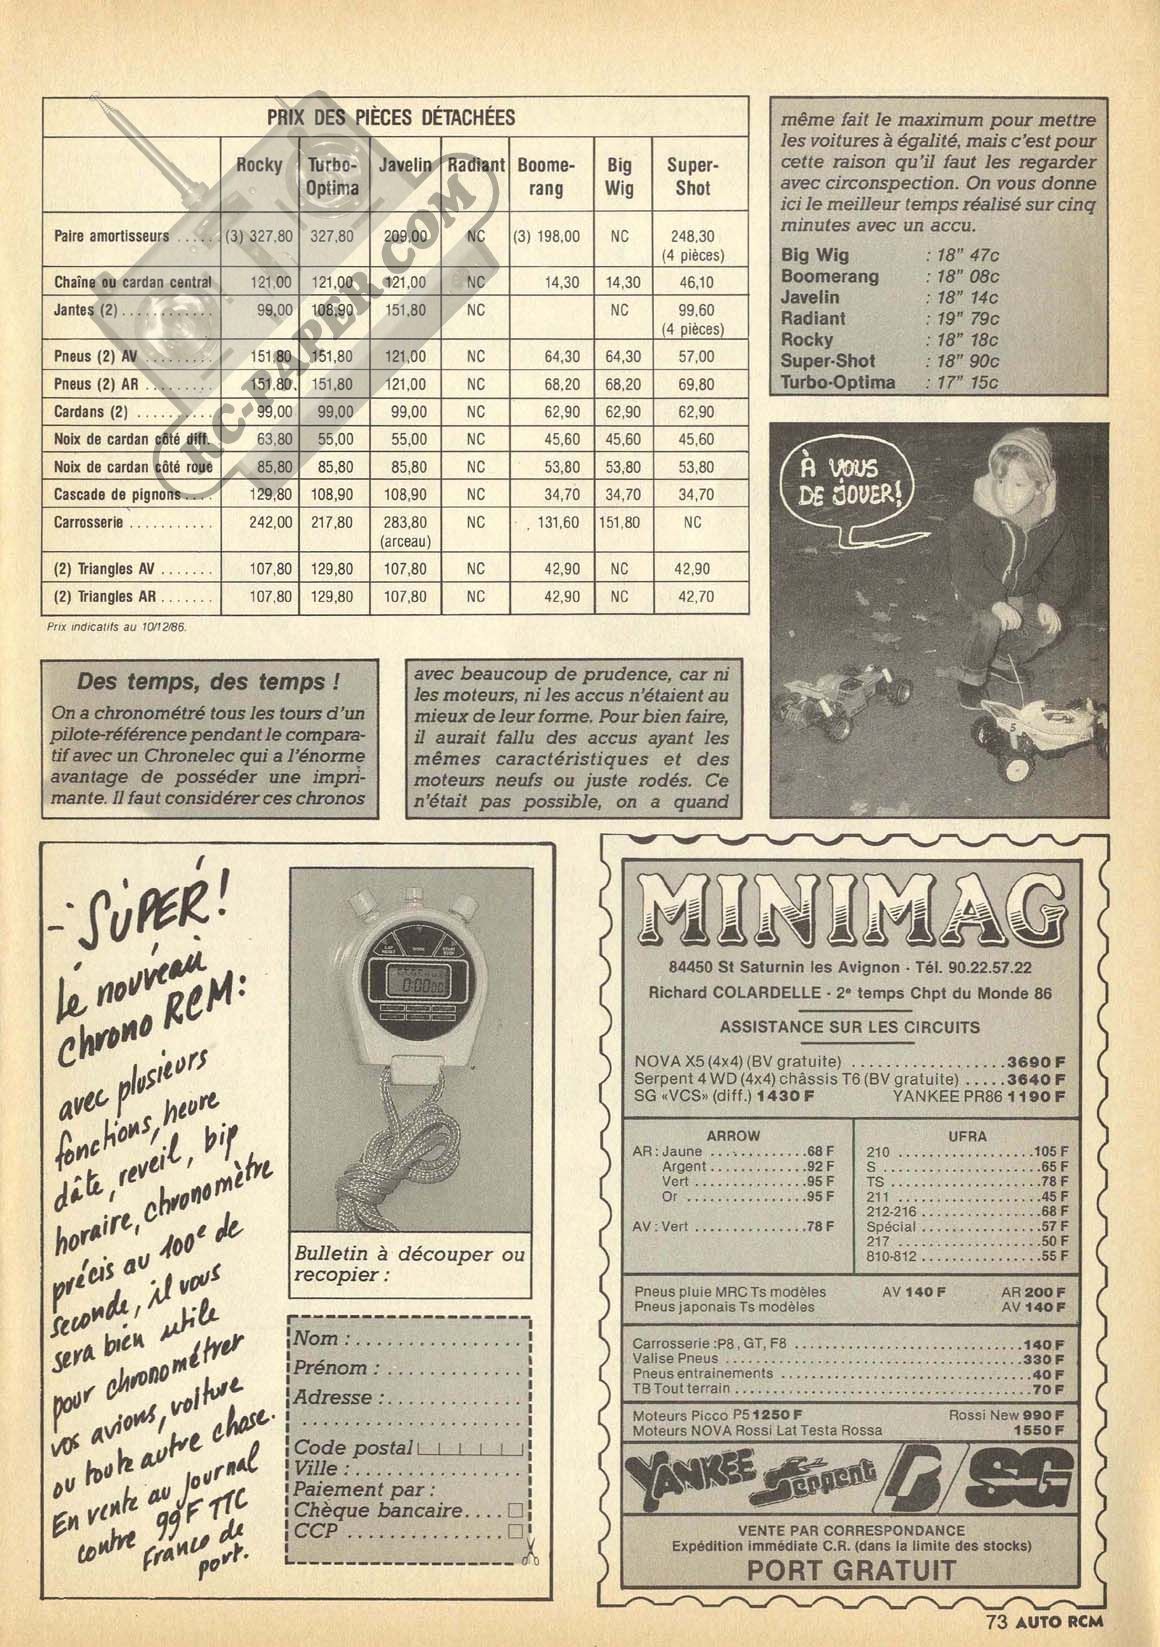 PRIX DES PIÈCES DÉTACHÉES
Rocky Turbo-Optima Javelin Radiant Boome-rang Big Wig Super-Shot
Paire amortisseurs ...... (3) 327,80 327,80 209,00 NC (3) 198,00 NC 248,30 (4 pièces)
Chaîne ou cardan central 121,00 121,00 121,00 NC 14,30 14,30 46,10
Jantes (2) ............ 99,00 108,90 151,80 NC NC 99.60 (4 pièces)
Pneus (2) AV ......... 151,80 151,80 121,00 NC 64,30 64,30 57,00
Pneus (2) AR ......... 151,80 151,80 121,00 NC 68,20 68,20 69,80
Cardans (2) .......... 99,00 99,00 99,00 NC 62,90 62,90 62,90
Noix de cardan côté diff. 63,80 55,00 55,00 NC 45,60 45,60 45,60
Noix de cardan côté roue 85,80 85,80 85,80 NC 53,80 53,80 53,80
Cascade de pignons .... 129,80 108,90 108,90 NC 34,70 34,70 34,70
Carrosserie ........... 242,00 217,80 283,80 (arceau) NC 131,60 151,80 NC
(2) Triangles AV ....... 107,80 129,80 107,80 NC 42,90 NC 42,90
(2) Triangles AR ....... 107,80 129,80 107,80 NC 42,90 NC 42,70
Prix indicatifs au 10/12/86.
RC-PAPER.COM
Des temps, des temps !
On a chronométré tous les tours d'un
pilote-référence pendant le compara-
tif avec un Chronelec qui a l'énorme
avantage de posséder une impri-
mante. Il faut considérer ces chronos
avec beaucoup de prudence, car ni
les moteurs, ni les accus n'étaient au
mieux de leur forme. Pour bien faire,
il aurait fallu des accus ayant les
mêmes caractéristiques et des
moteurs neufs ou juste rodés. Ce
n'était pas possible, on a quand
même fait le maximum pour mettre
les voitures à égalité, mais c'est pour
cette raison qu'il faut les regarder
avec circonspection. On vous donne
ici le meilleur temps réalisé sur cinq
minutes avec un accu.
Big Wig : 18" 47c
Boomerang : 18" 08c
Javelin : 18" 14c
Radiant : 19" 79c
Rocky : 18" 18c
Super-Shot : 18" 90c
Turbo-Optima : 17" 15c
À VOUS
DE JOUER!
- SUPER!
Le nouveau
chrono RCM:
avec plusieurs
fonctions, heure
dâte, reveil, bip
horaire, chronomètre
précis au 100e de
seconde, il vous
sera bien utile
pour chronométrer
vos avions, voiture
ou toute autre chose.
En vente au journal
contre 99F TTC
Franco de
port.
Bulletin à découper ou
recopier :
Nom : ....................
Prénom : .................
Adresse : ................
..........................
Code postal
Ville : ...................
Paiement par :
Chèque bancaire....
CCP ...............
MINIMAG
84450 St Saturnin les Avignon - Tél. 90.22.57.22
Richard COLARDELLE - 2e temps Chpt du Monde 86
ASSISTANCE SUR LES CIRCUITS
NOVA X5 (4x4) (BV gratuite) .................. 3690 F
Serpent 4 WD (4x4) châssis T6 (BV gratuite) ..... 3640 F
SG «VCS» (diff.) 1430 F YANKEE PR86 1190 F
ARROW
AR : Jaune ............. 68 F
Argent ............. 92 F
Vert ............... 95 F
Or ................ 95 F
AV : Vert .............. 78 F
UFRA
210 .................. 105 F
S .................... 65 F
TS ................... 78 F
211 .................. 45 F
212-216 .............. 68 F
Spécial .............. 57 F
217 .................. 50 F
810-812 .............. 55 F
Pneus pluie MRC Ts modèles AV 140 F AR 200 F
Pneus japonais Ts modèles AV 140 F
Carrosserie : P8, GT, F8 .................... 140 F
Valise Pneus .............................. 330 F
Pneus entrainements ....................... 40 F
TB Tout terrain ............................ 70 F
Moteurs Picco P5 1250 F Rossi New 990 F
Moteurs NOVA Rossi Lat Testa Rossa 1550 F
YANKEE Serpent SG
VENTE PAR CORRESPONDANCE
Expédition immédiate C.R. (dans la limite des stocks)
PORT GRATUIT
73 AUTO RCM